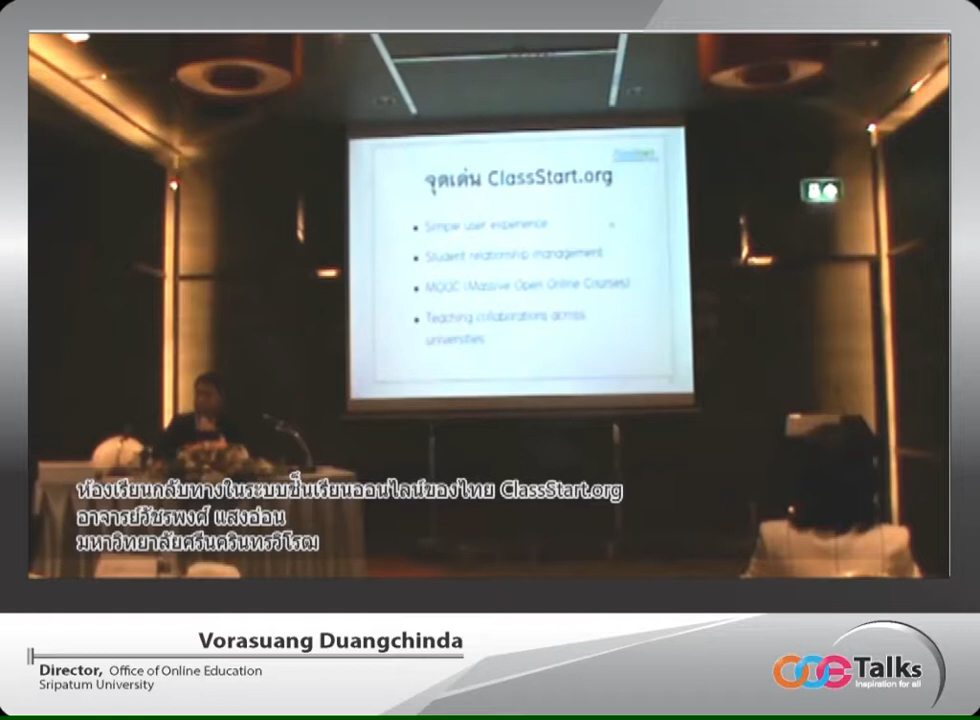 จุดเด่น ClassStart.org
Simple user experience
Student relationship management
MOOC (Massive Open Online Courses)
Teaching collaborations across
universities
ห้องเรียนกลับทางในระบบชั้นเรียนออนไลน์ของไทย ClassStart.org
อาจารย์วัชรพงศ์ แสงอ่อน
มหาวิทยาลัยศรีนครินทรวิโรฒ
Vorasuang Duangchinda
Director, Office of Online Education
Sripatum University
Talks
Inspiration for all